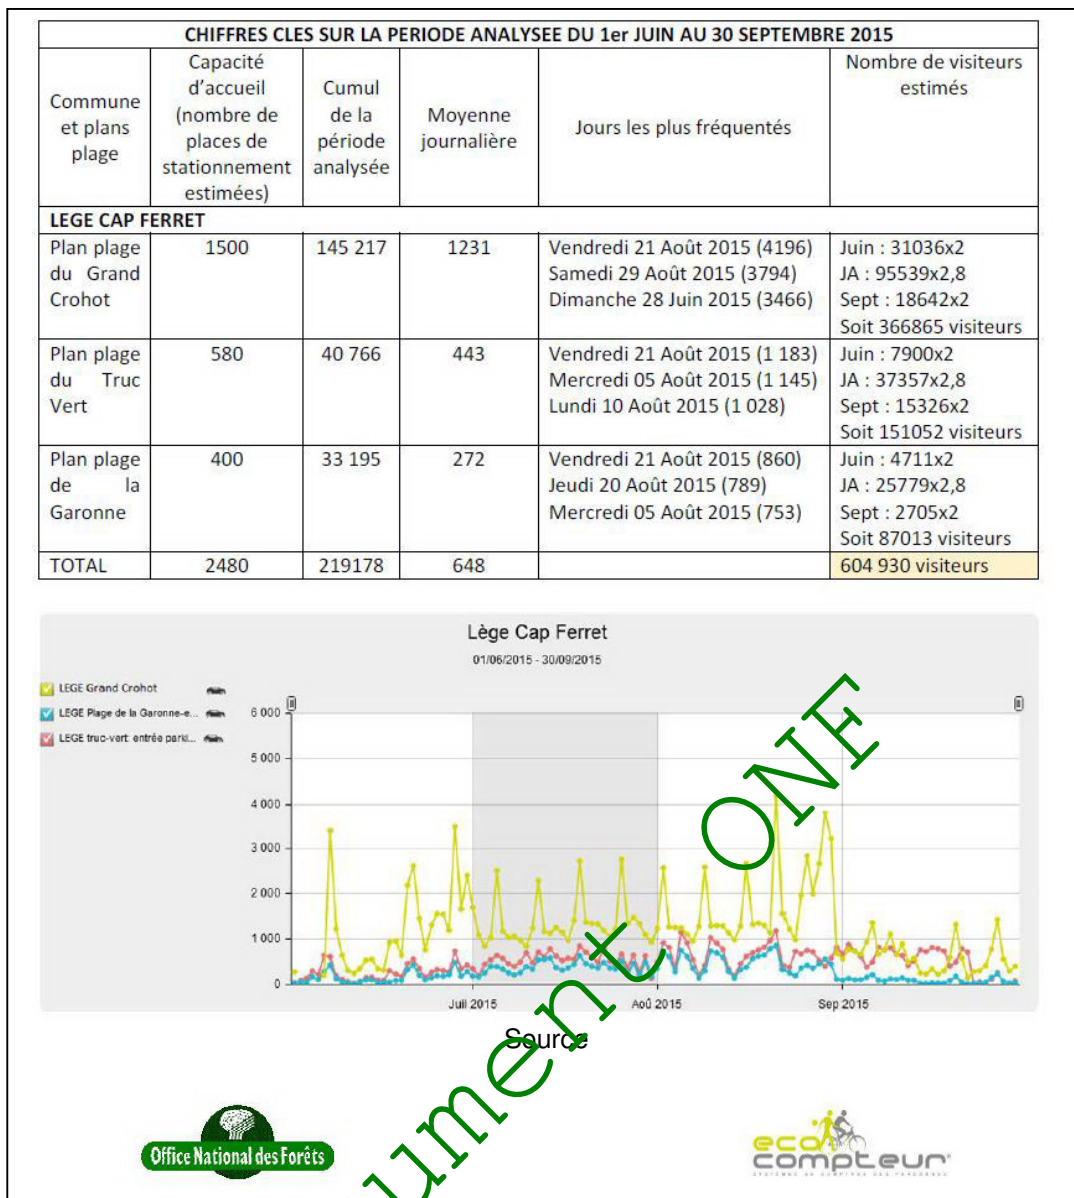 CHIFFRES CLES SUR LA PERIODE ANALYSEE DU 1er JUIN AU 30 SEPTEMBRE 2015
Commune et plans plage
Capacité d'accueil (nombre de places de stationnement estimées)
Cumul de la période analysée
Moyenne journalière
Jours les plus fréquentés
Nombre de visiteurs estimés
LEGE CAP FERRET
Plan plage du Grand Crohot
1500
145 217
1231
Vendredi 21 Août 2015 (4196)
Samedi 29 Août 2015 (3794)
Dimanche 28 Juin 2015 (3466)
Juin : 31036x2
JA : 95539x2,8
Sept : 18642x2
Soit 366865 visiteurs
Plan plage du Truc Vert
580
40 766
443
Vendredi 21 Août 2015 (1 183)
Mercredi 05 Août 2015 (1 145)
Lundi 10 Août 2015 (1 028)
Juin : 7900x2
JA : 37357x2,8
Sept : 15326x2
Soit 151052 visiteurs
Plan plage de la Garonne
400
33 195
272
Vendredi 21 Août 2015 (860)
Jeudi 20 Août 2015 (789)
Mercredi 05 Août 2015 (753)
Juin : 4711x2
JA : 25779x2,8
Sept : 2705x2
Soit 87013 visiteurs
TOTAL
2480
219178
648
604 930 visiteurs
Lège Cap Ferret
01/06/2015 - 30/09/2015
LEGE Grand Crohot
LEGE Plage de la Garonne-e...
LEGE truc-vert entrée parki...
6 000
5 000
4 000
3 000
2 000
1 000
0
Juil 2015
Aoû 2015
Sep 2015
Source
ument ONF
Office National des Forêts
eco
compteur